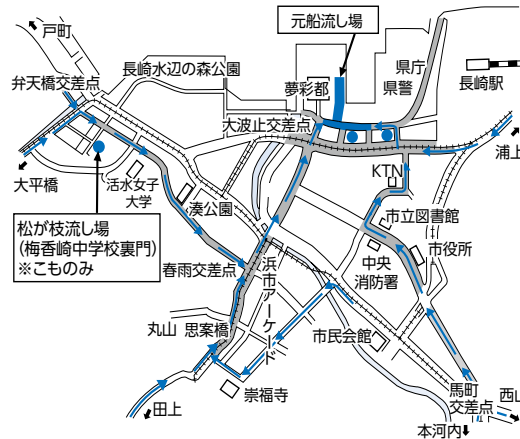 元船流し場
戸町
弁天橋交差点
長崎水辺の森公園
夢彩都
県庁
県警
長崎駅
大波止交差点
浦上
大平橋
活水女子
大学
湊公園
KTN
市立図書館
市役所
松が枝流し場
(梅香崎中学校裏門)
※こものみ
春雨交差点
浜市アーケード
中央
消防署
丸山
思案橋
市民会館
崇福寺
田上
馬町
交差点
西山
本河内